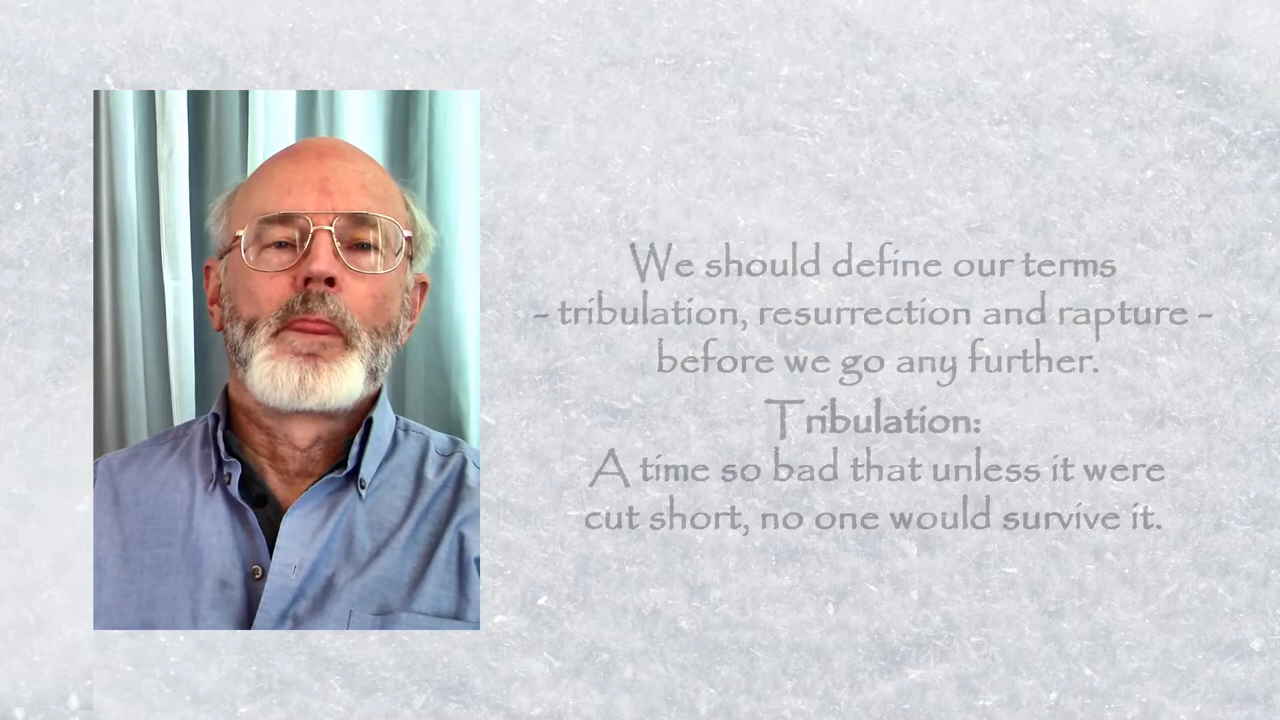 We should define our terms
- tribulation, resurrection and rapture -
before we go any further.
Tribulation:
A time so bad that unless it were
cut short, no one would survive it.